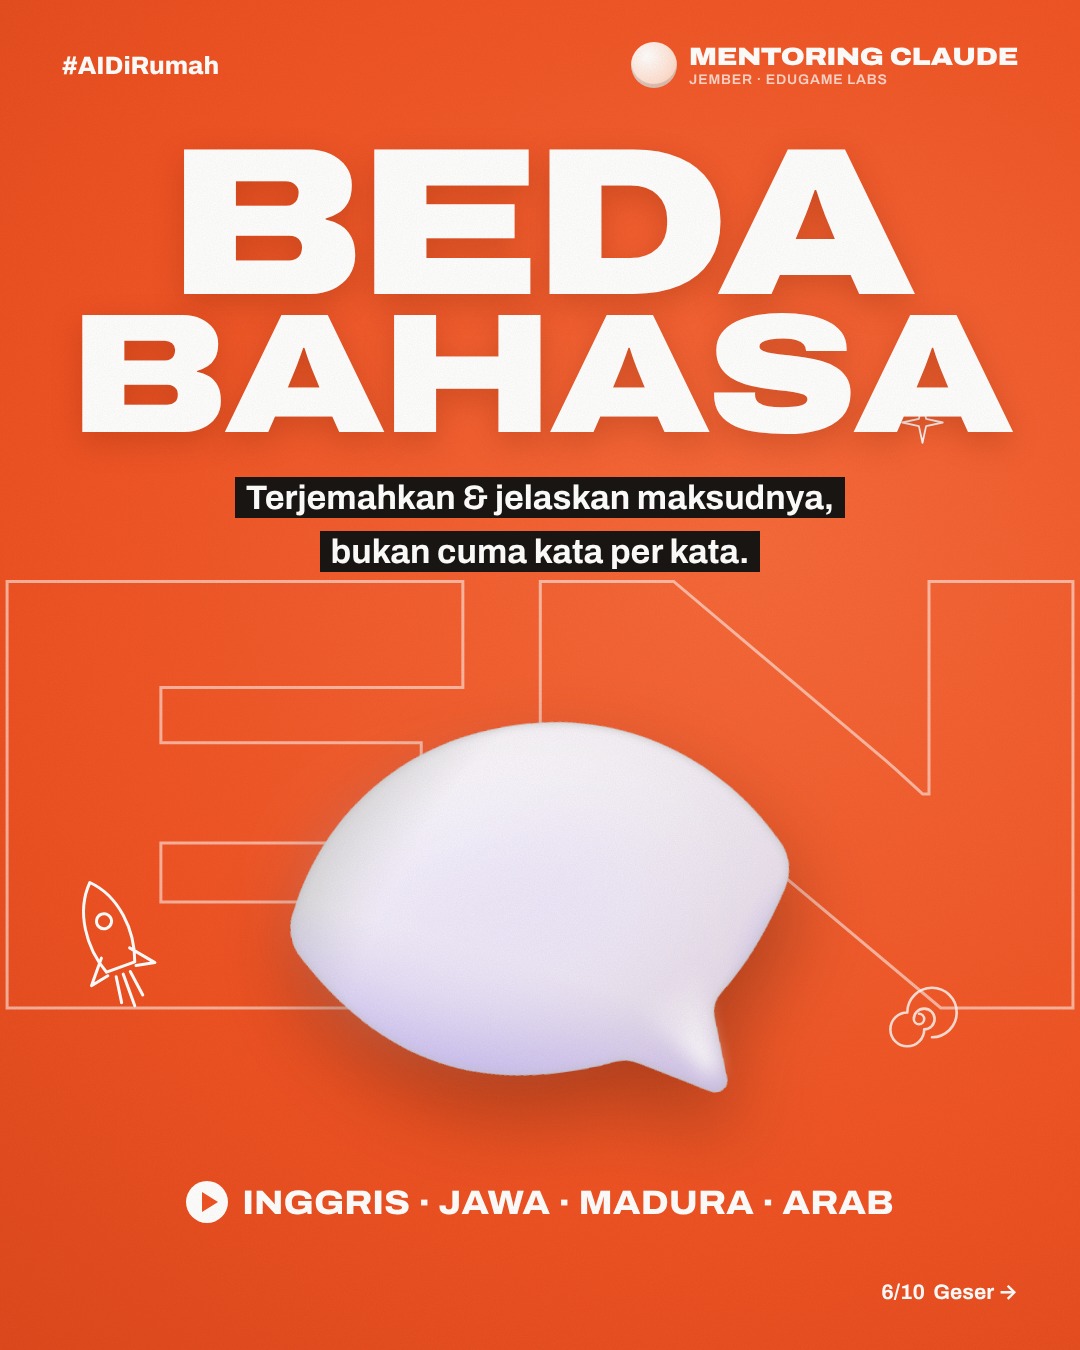 #AIDiRumah
MENTORING CLAUDE
JEMBER · EDUGAME LABS
BEDA
BAHASA
Terjemahkan & jelaskan maksudnya,
bukan cuma kata per kata.
EN
INGGRIS · JAWA · MADURA · ARAB
6/10 Geser →